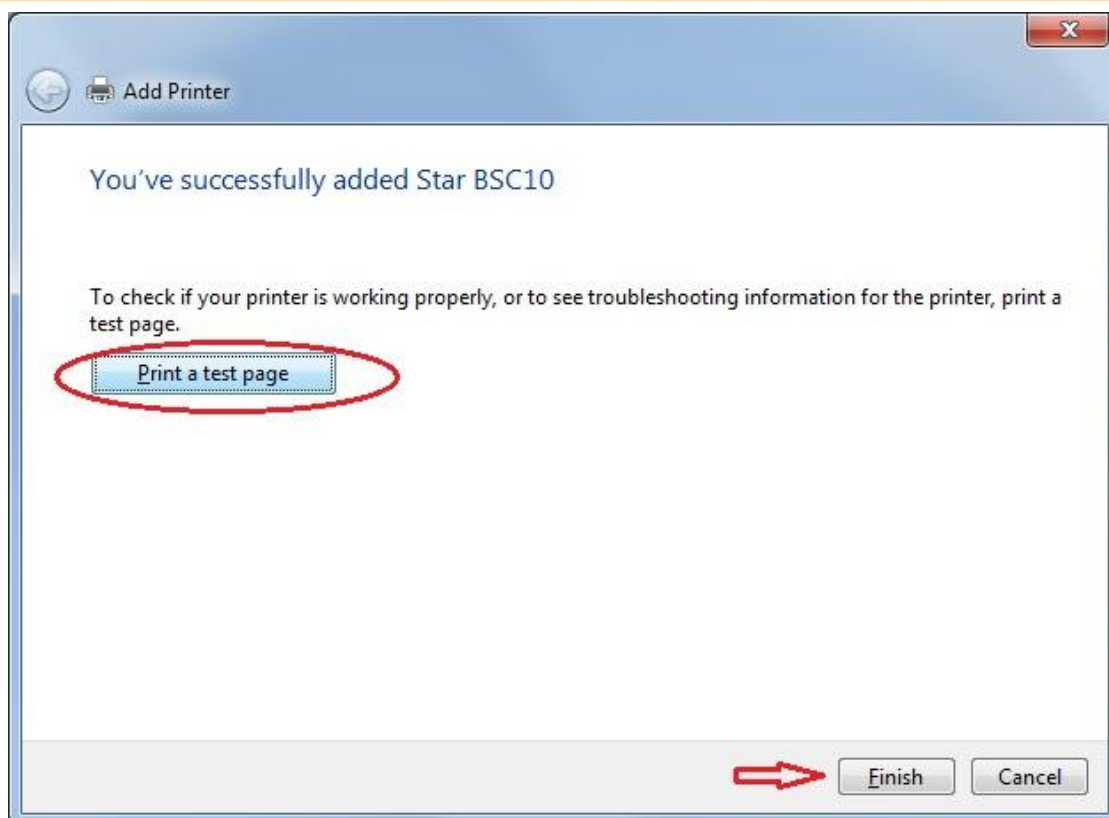 Add Printer
You've successfully added Star BSC10
To check if your printer is working properly, or to see troubleshooting information for the printer, print a
test page.
Print a test page
Finish Cancel